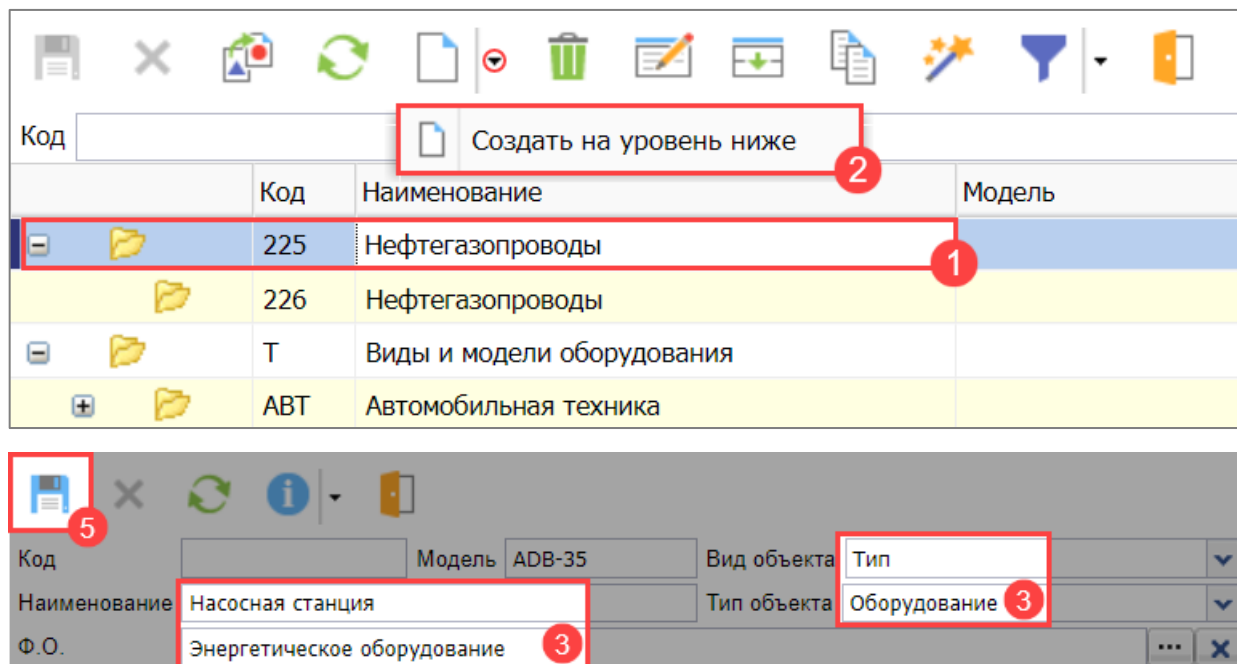 Код
Создать на уровень ниже
2
Код Наименование Модель
225 Нефтегазопроводы
1
226 Нефтегазопроводы
Т Виды и модели оборудования
АВТ Автомобильная техника
5
Код Модель ADB-35 Вид объекта Тип
Наименование Насосная станция Тип объекта Оборудование 3
Ф.О. Энергетическое оборудование 3 ...